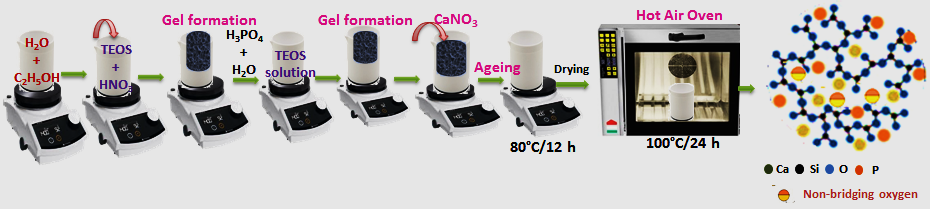 H2O
+
C2H5OH
TEOS
+
HNO3
Gel formation
H3PO4
+
H2O
TEOS
solution
Gel formation
CaNO3
Ageing
80°C/12 h
Drying
Hot Air Oven
100°C/24 h
Ca Si O P
Non-bridging oxygen